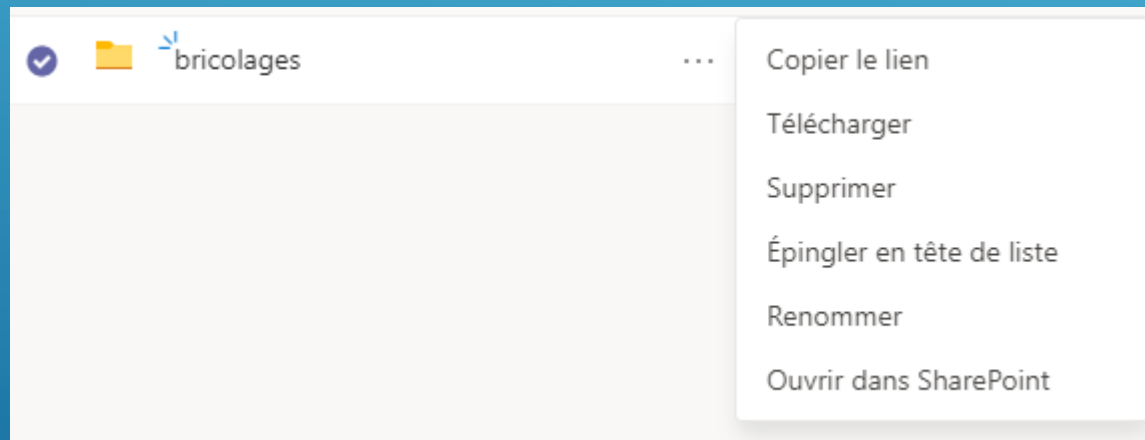 bricolages
...
Copier le lien
Télécharger
Supprimer
Épingler en tête de liste
Renommer
Ouvrir dans SharePoint